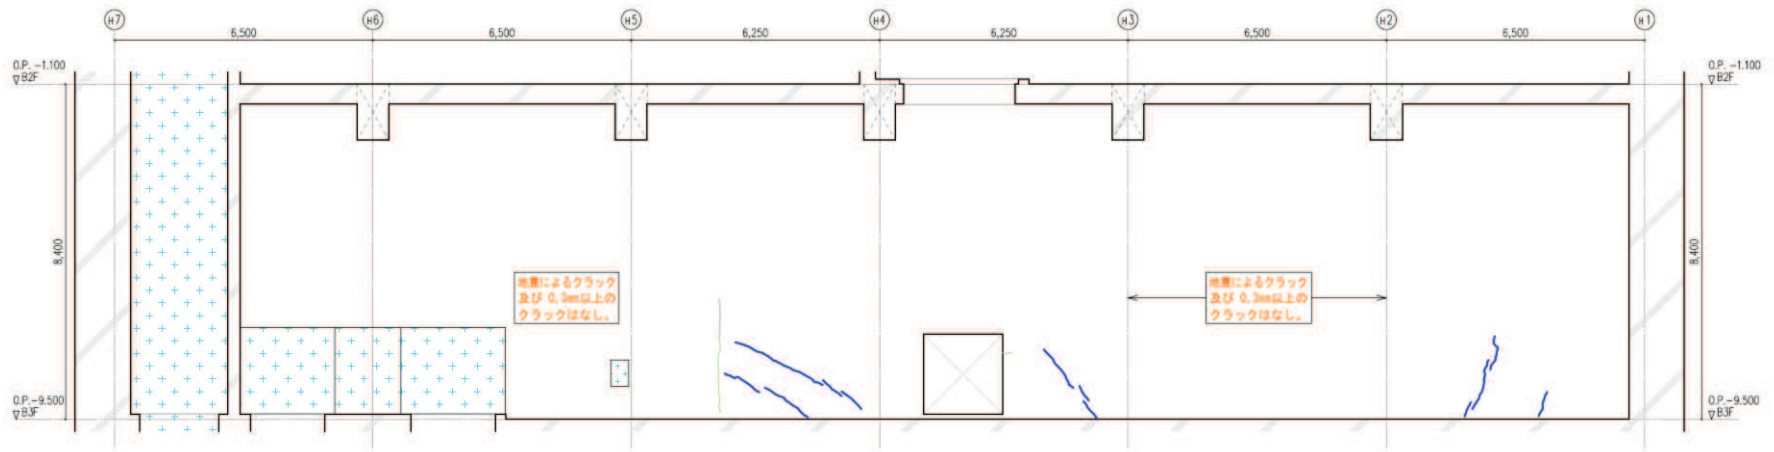 H7 H6 H5 H4 H3 H2 H1
6,500 6,500 6,250 6,250 6,500 6,500
O.P. -1.100
▽B2F
O.P. -1.100
▽B2F
8,400
8,400
地震によるクラック
及び 0.3mm以上の
クラックはなし。
地震によるクラック
及び 0.3mm以上の
クラックはなし。
O.P.-9.500
▽B3F
O.P.-9.500
▽B3F